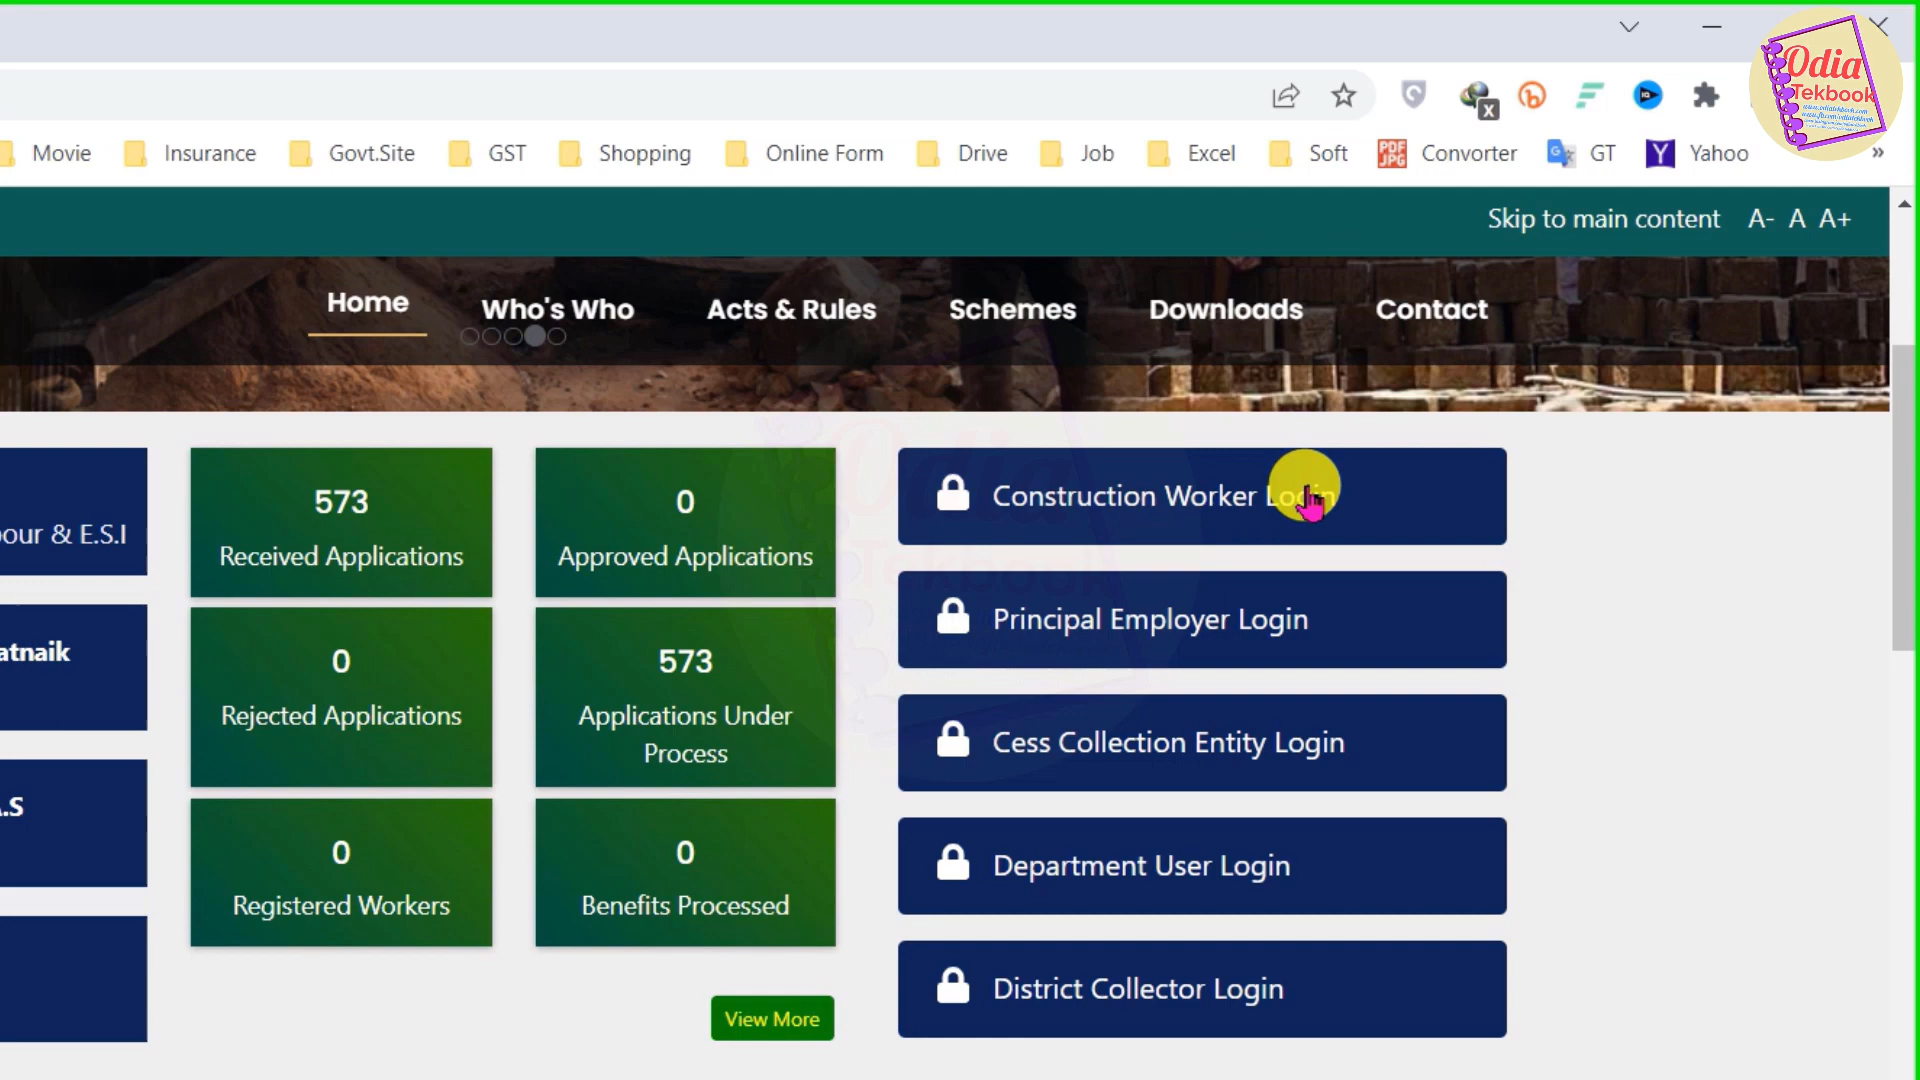 Odia
Tekbook
Movie Insurance Govt.Site GST Shopping Online Form Drive Job Excel Soft PDF JPG Convorter GT Yahoo »
Skip to main content A- A A+
Home Who's Who Acts & Rules Schemes Downloads Contact
our & E.S.I
atnaik
.S
573
Received Applications
0
Approved Applications
0
Rejected Applications
573
Applications Under
Process
0
Registered Workers
0
Benefits Processed
View More
Construction Worker Login
Principal Employer Login
Cess Collection Entity Login
Department User Login
District Collector Login